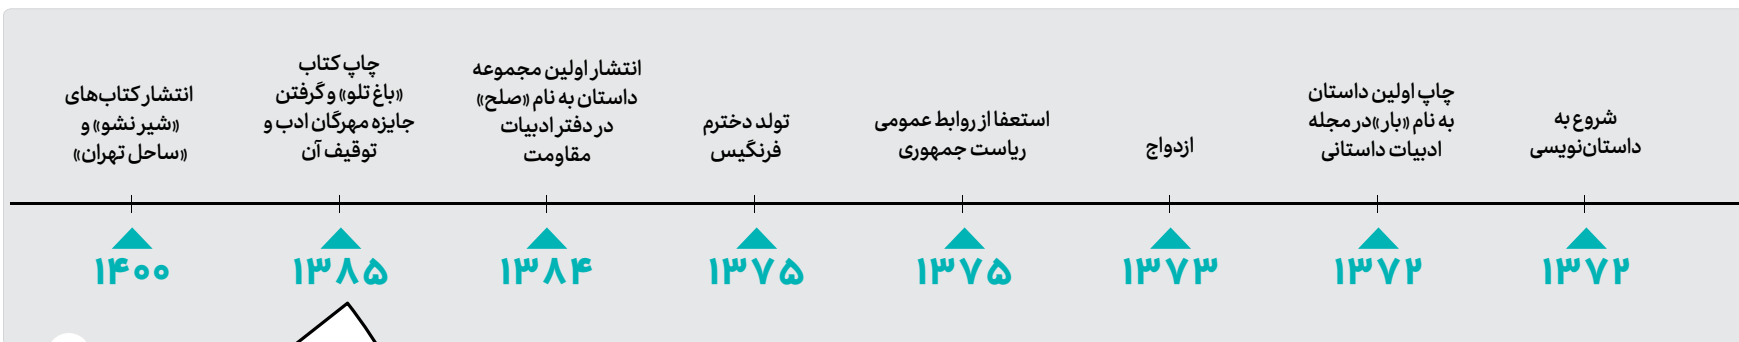 شروع به
داستان‌نویسی
۱۳۷۲
چاپ اولین داستان
به نام «بار» در مجله
ادبیات داستانی
۱۳۷۲
ازدواج
۱۳۷۳
استعفا از روابط عمومی
ریاست جمهوری
۱۳۷۵
تولد دخترم
فرنگیس
۱۳۷۵
انتشار اولین مجموعه
داستان به نام «صلح»
در دفتر ادبیات
مقاومت
۱۳۸۴
چاپ کتاب
«باغ تلو» و گرفتن
جایزه مهرگان ادب و
توقیف آن
۱۳۸۵
انتشار کتاب‌های
«شیر نشو» و
«ساحل تهران»
۱۴۰۰